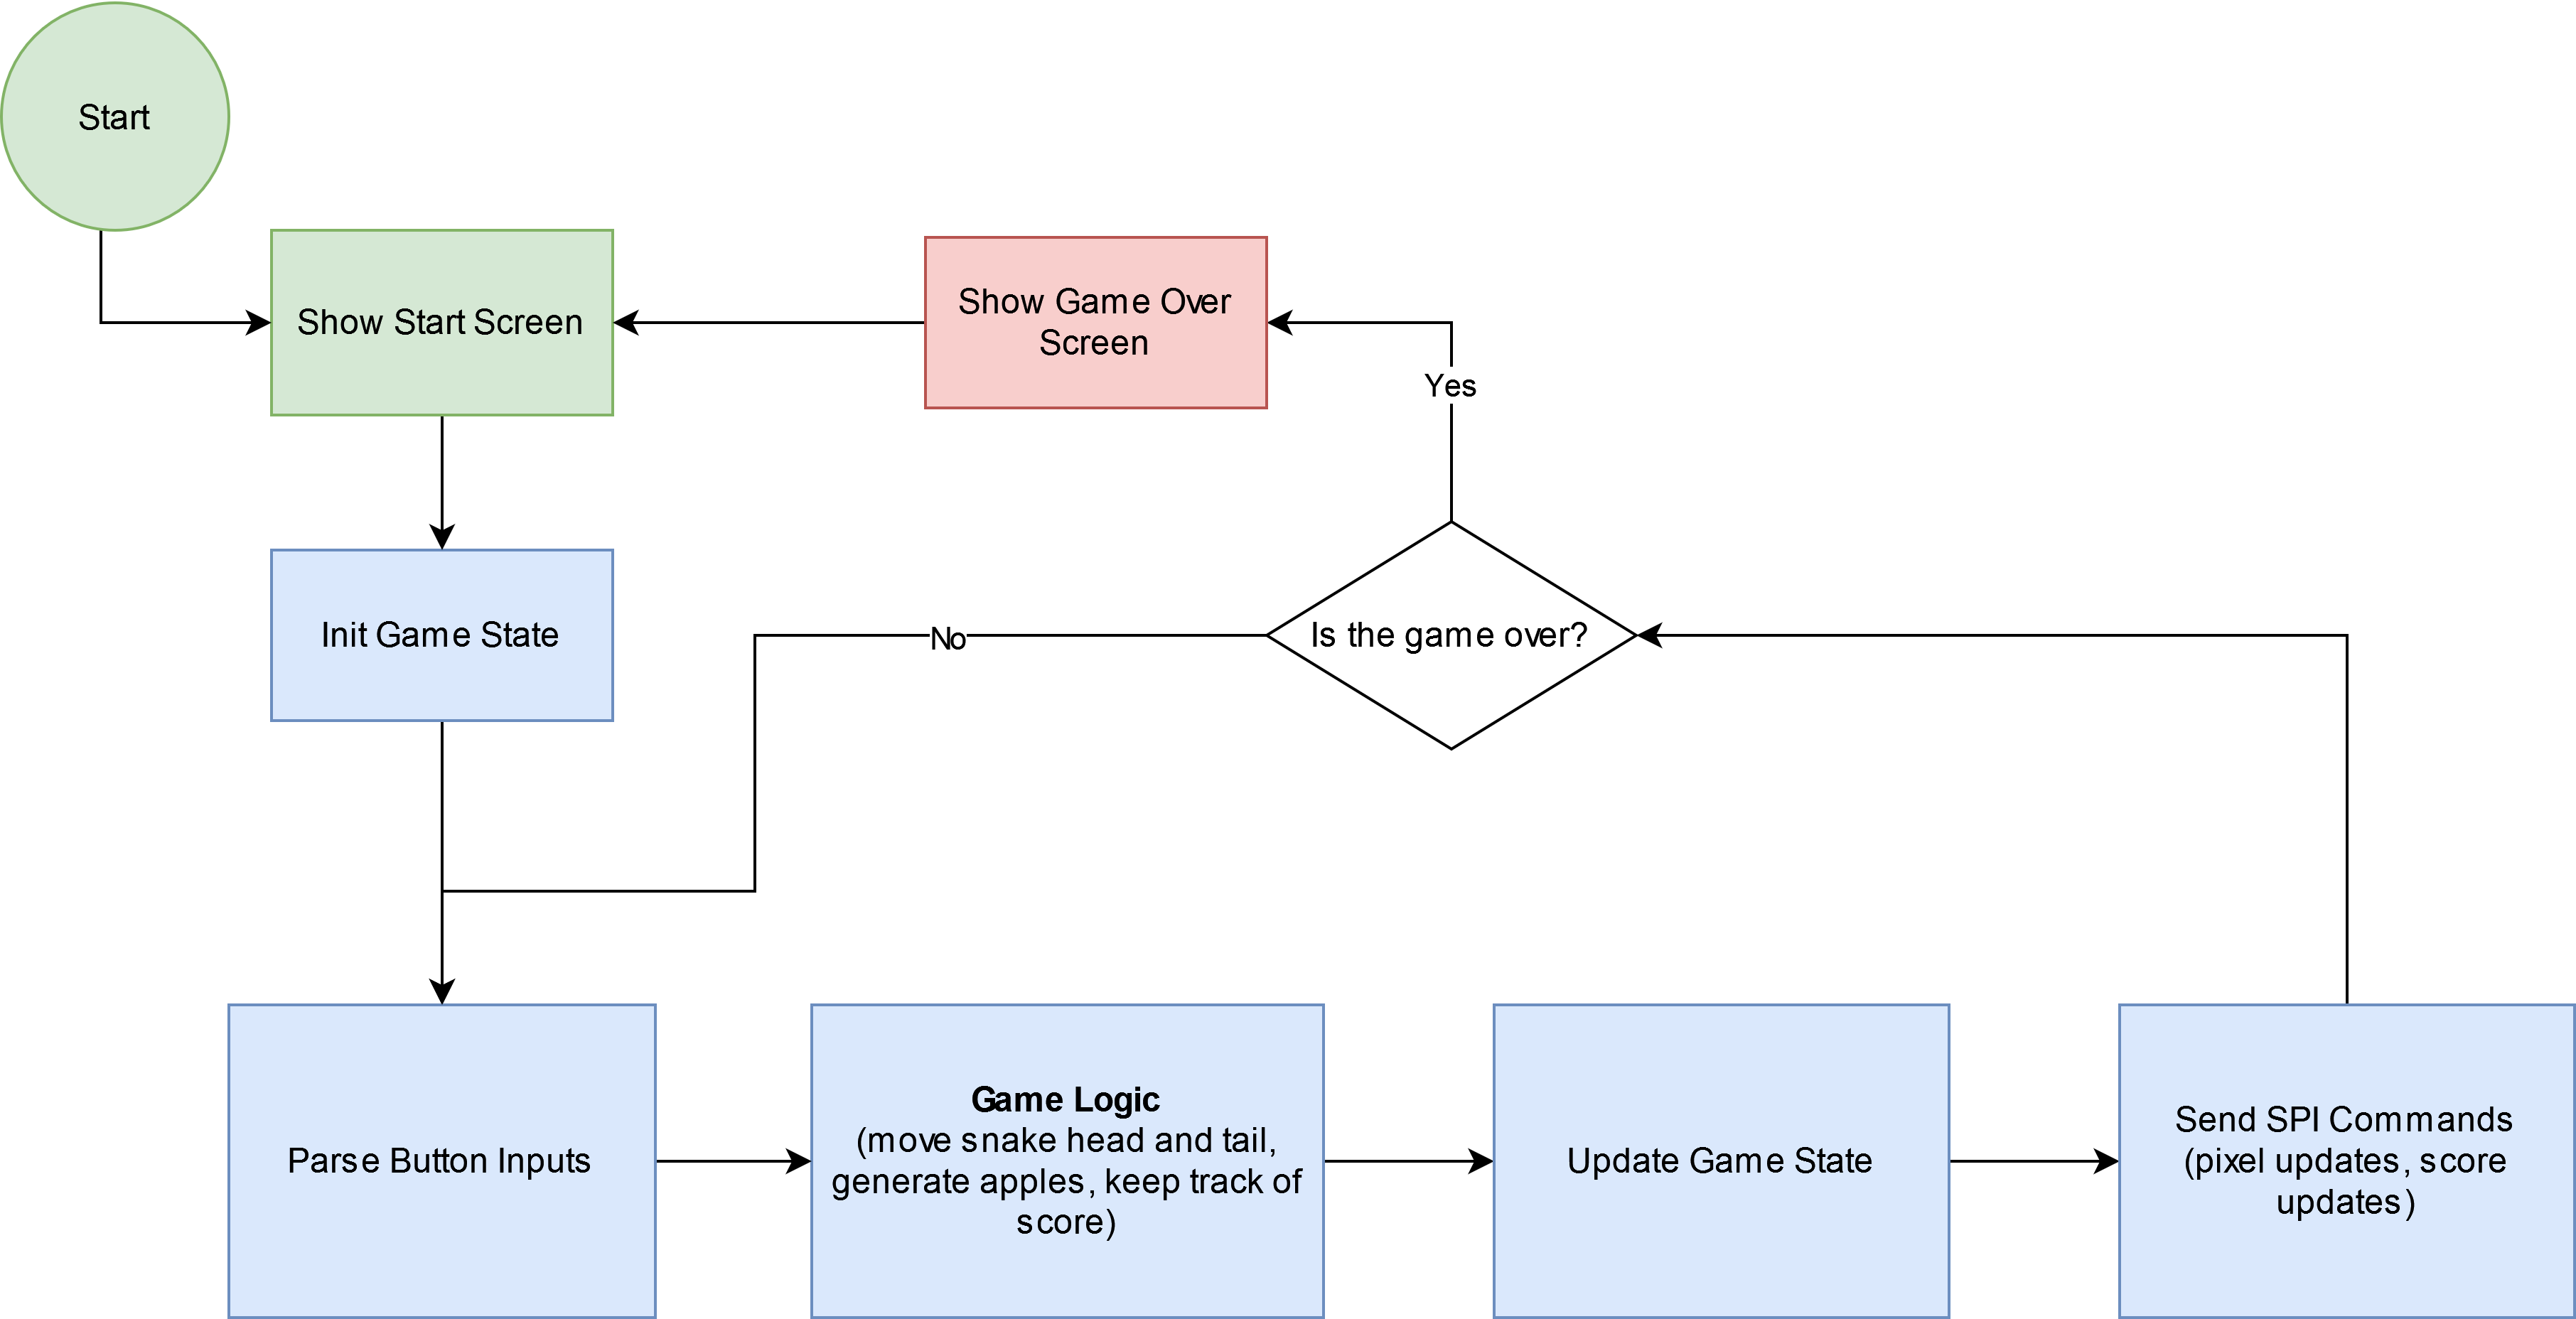 Start
Show Start Screen
Show Game Over
Screen
Yes
Init Game State
No
Is the game over?
Parse Button Inputs
Game Logic
(move snake head and tail,
generate apples, keep track of
score)
Update Game State
Send SPI Commands
(pixel updates, score
updates)